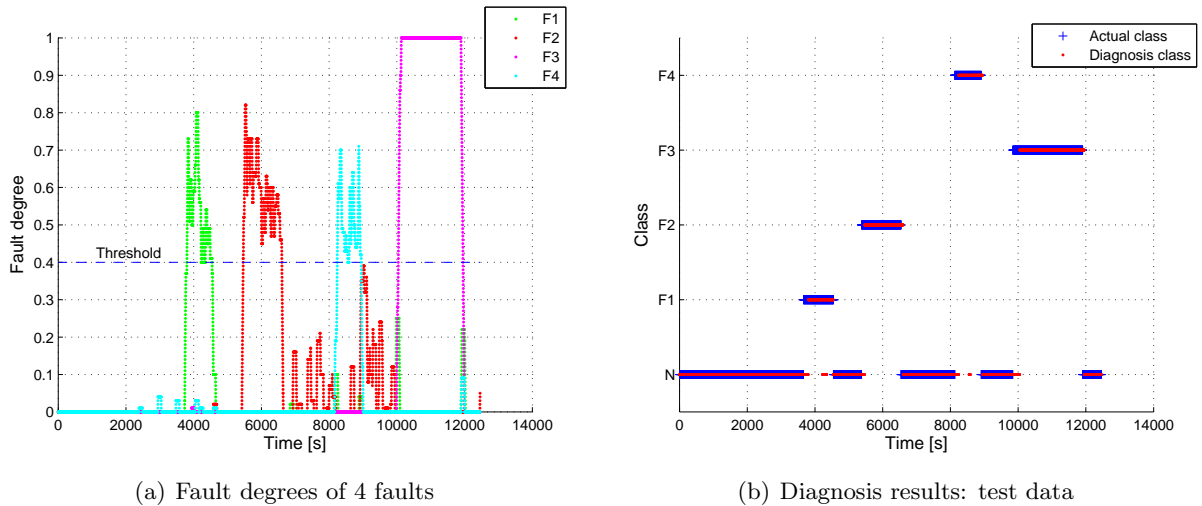 F1
F2
F3
F4
1
0.9
0.8
0.7
0.6
0.5
0.4
0.3
0.2
0.1
0
Fault degree
Threshold
0 2000 4000 6000 8000 10000 12000 14000
Time [s]
(a) Fault degrees of 4 faults
Actual class
Diagnosis class
F4
F3
F2
F1
N
Class
0 2000 4000 6000 8000 10000 12000 14000
Time [s]
(b) Diagnosis results: test data